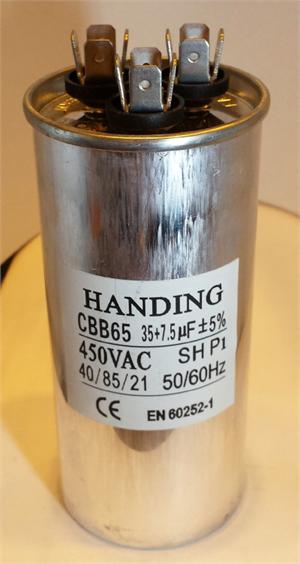 HANDING
CBB65 35+7.5 µF±5%
450VAC SH P1
40/85/21 50/60Hz
CE EN 60252-1